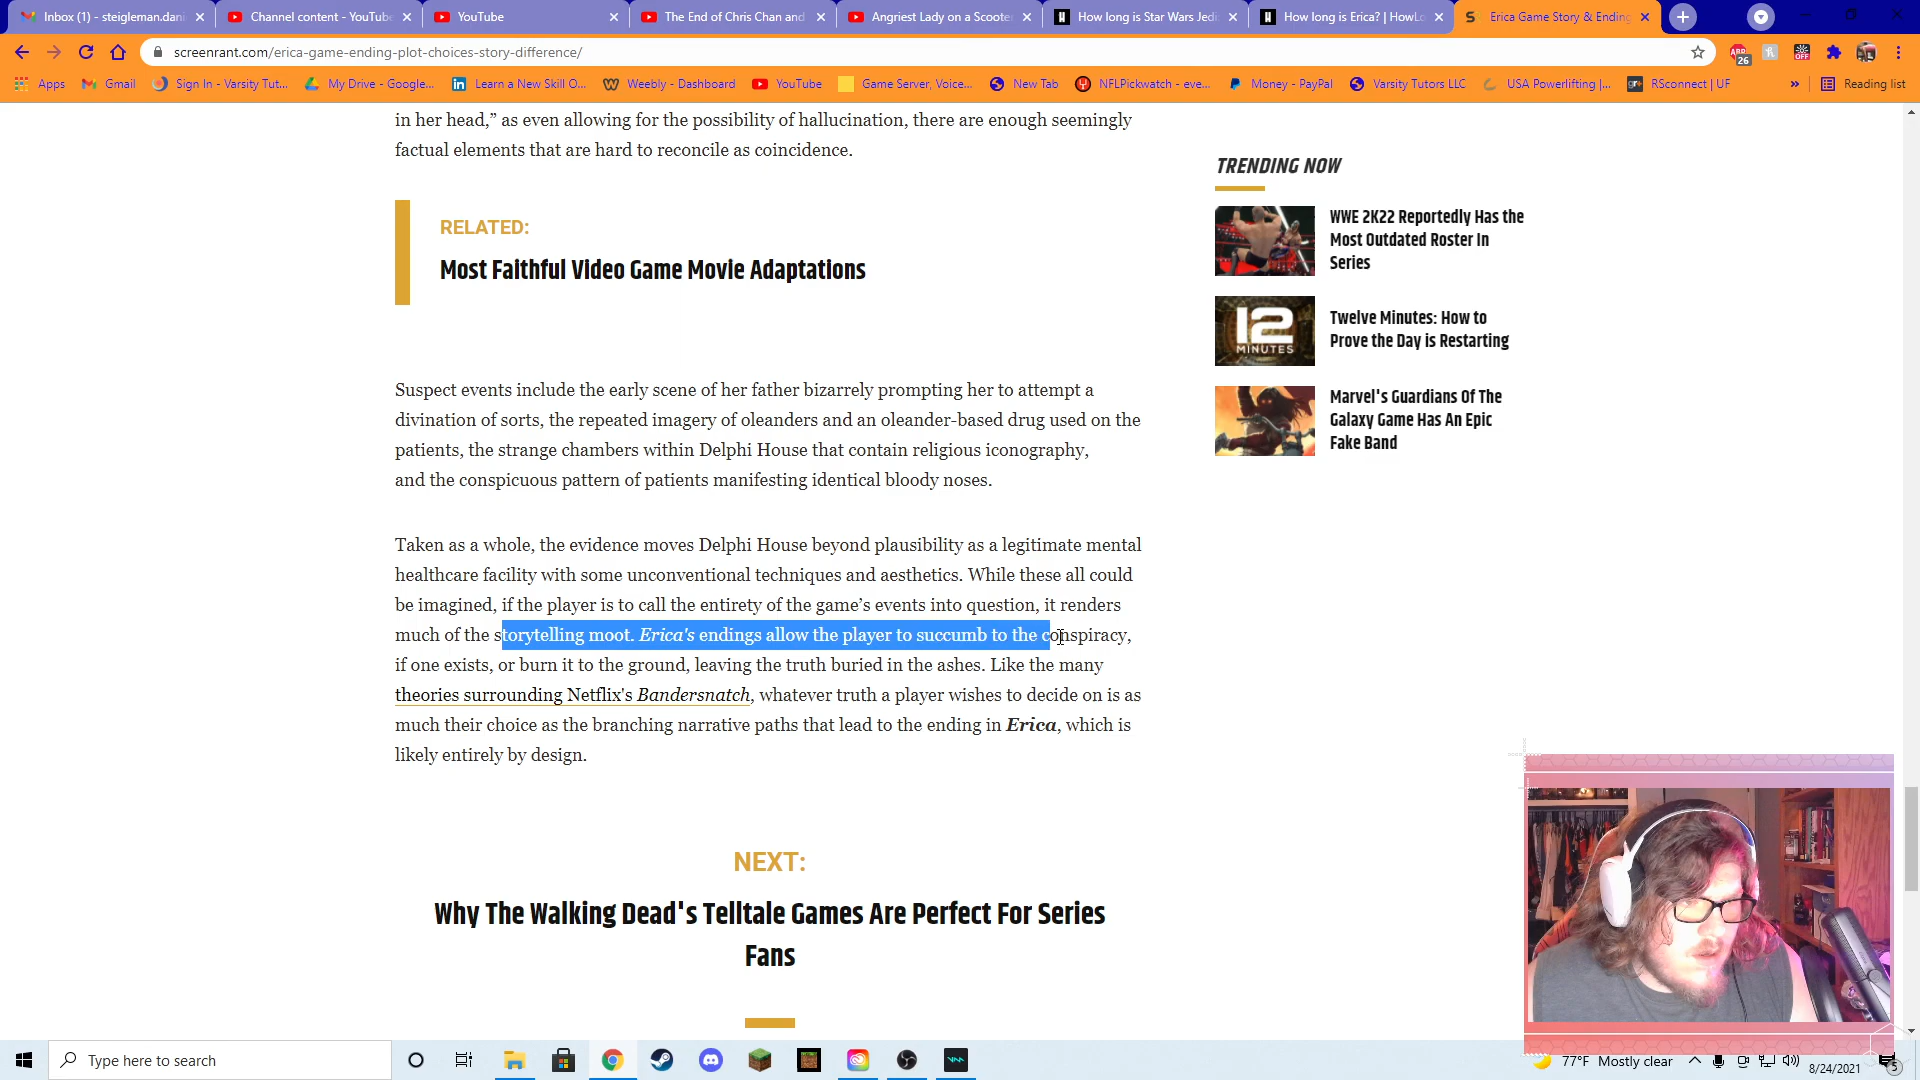 Inbox (1) - steigleman.dani
Channel content - YouTube
YouTube
The End of Chris Chan and
Angriest Lady on a Scoote
How long is Star Wars Jedi
How long is Erica? | HowLo
Erica Game Story & Ending
screenrant.com/erica-game-ending-plot-choices-story-difference/
ABP
26
OFF
Apps
Gmail
Sign In - Varsity Tut...
My Drive - Google...
Learn a New Skill O...
Weebly - Dashboard
YouTube
Game Server, Voice...
New Tab
NFLPickwatch - eve...
Money - PayPal
Varsity Tutors LLC
USA Powerlifting |...
RSconnect | UF
»
Reading list
in her head,” as even allowing for the possibility of hallucination, there are enough seemingly
factual elements that are hard to reconcile as coincidence.
RELATED:
Most Faithful Video Game Movie Adaptations
Suspect events include the early scene of her father bizarrely prompting her to attempt a
divination of sorts, the repeated imagery of oleanders and an oleander-based drug used on the
patients, the strange chambers within Delphi House that contain religious iconography,
and the conspicuous pattern of patients manifesting identical bloody noses.
Taken as a whole, the evidence moves Delphi House beyond plausibility as a legitimate mental
healthcare facility with some unconventional techniques and aesthetics. While these all could
be imagined, if the player is to call the entirety of the game’s events into question, it renders
much of the storytelling moot. Erica's endings allow the player to succumb to the conspiracy,
if one exists, or burn it to the ground, leaving the truth buried in the ashes. Like the many
theories surrounding Netflix's Bandersnatch, whatever truth a player wishes to decide on is as
much their choice as the branching narrative paths that lead to the ending in Erica, which is
likely entirely by design.
NEXT:
Why The Walking Dead's Telltale Games Are Perfect For Series
Fans
TRENDING NOW
WWE 2K22 Reportedly Has the
Most Outdated Roster In
Series
12
MINUTES
Twelve Minutes: How to
Prove the Day is Restarting
Marvel's Guardians Of The
Galaxy Game Has An Epic
Fake Band
Type here to search
77°F Mostly clear
8/24/2021
5